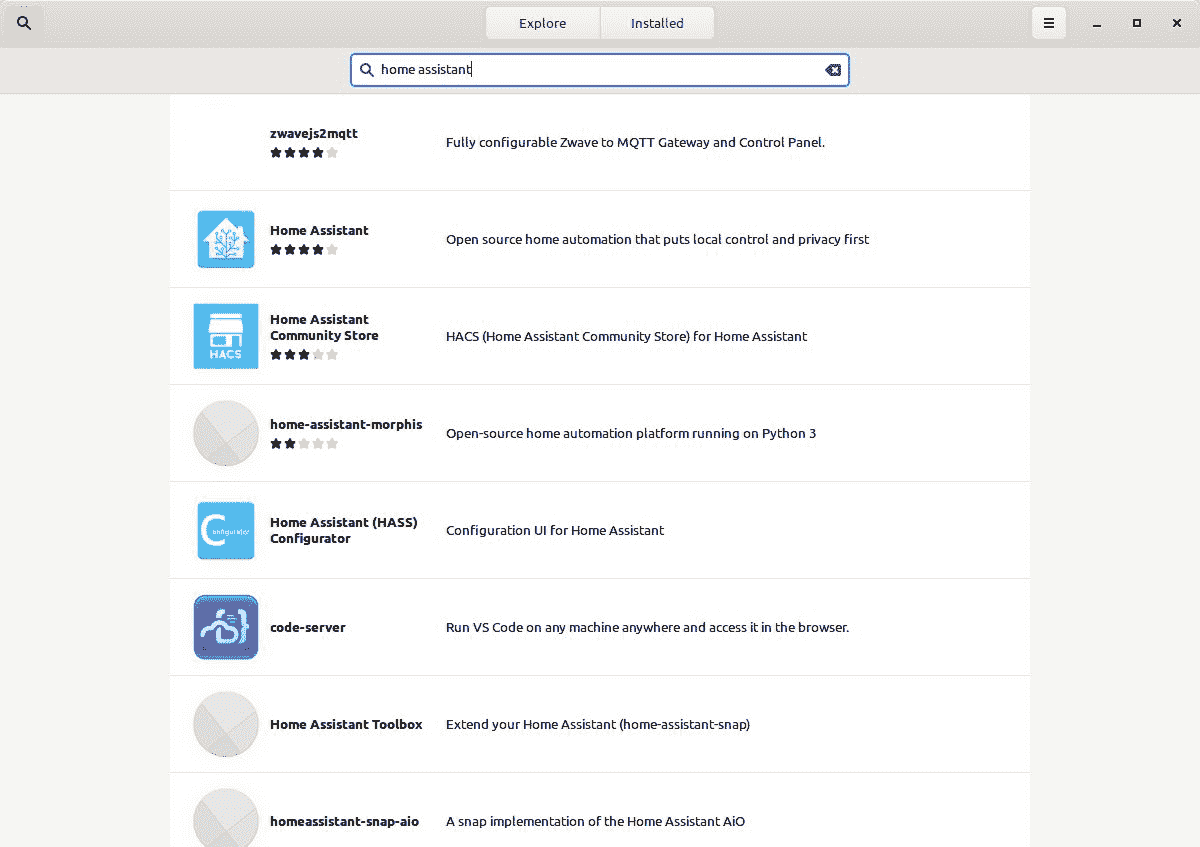 Explore Installed
home assistant
zwavejs2mqtt
Fully configurable Zwave to MQTT Gateway and Control Panel.
Home Assistant
Open source home automation that puts local control and privacy first
Home Assistant
Community Store
HACS (Home Assistant Community Store) for Home Assistant
HACS
home-assistant-morphis
Open-source home automation platform running on Python 3
Home Assistant (HASS)
Configurator
Configuration UI for Home Assistant
Configurator
code-server
Run VS Code on any machine anywhere and access it in the browser.
Home Assistant Toolbox
Extend your Home Assistant (home-assistant-snap)
homeassistant-snap-aio
A snap implementation of the Home Assistant AiO